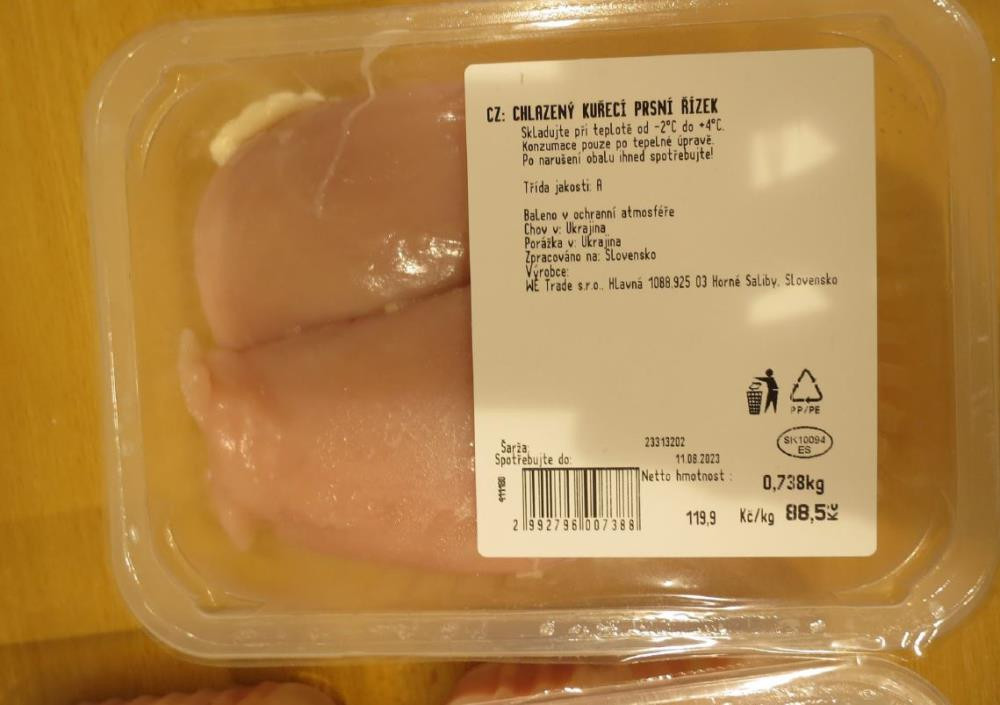 CZ: CHLAZENÝ KUŘECÍ PRSNÍ ŘÍZEK
Skladujte při teplotě od -2°C do +4°C.
Konzumace pouze po tepelné úpravě.
Po narušení obalu ihned spotřebujte!
Třída jakosti: A
Baleno v ochranní atmosféře
Chov v: Ukrajina
Porážka v: Ukrajina
Zpracováno na: Slovensko
Výrobce:
WE Trade s.r.o., Hlavná 1088,925 03 Horné Saliby, Slovensko
PP/PE
SK10094
ES
Šarža: 23313202
Spotřebujte do: 11.08.2023
Netto hmotnost : 0,738kg
2 992796 007388
119,9 Kč/kg 88,5Kč